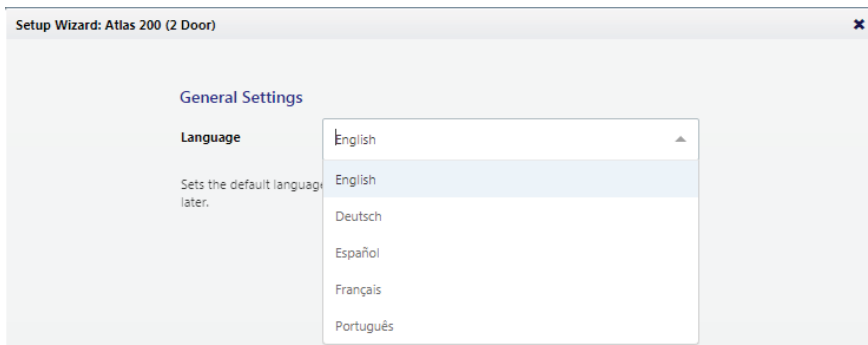 Setup Wizard: Atlas 200 (2 Door)
General Settings
Language
English
Sets the default language
later.
English
Deutsch
Español
Français
Português